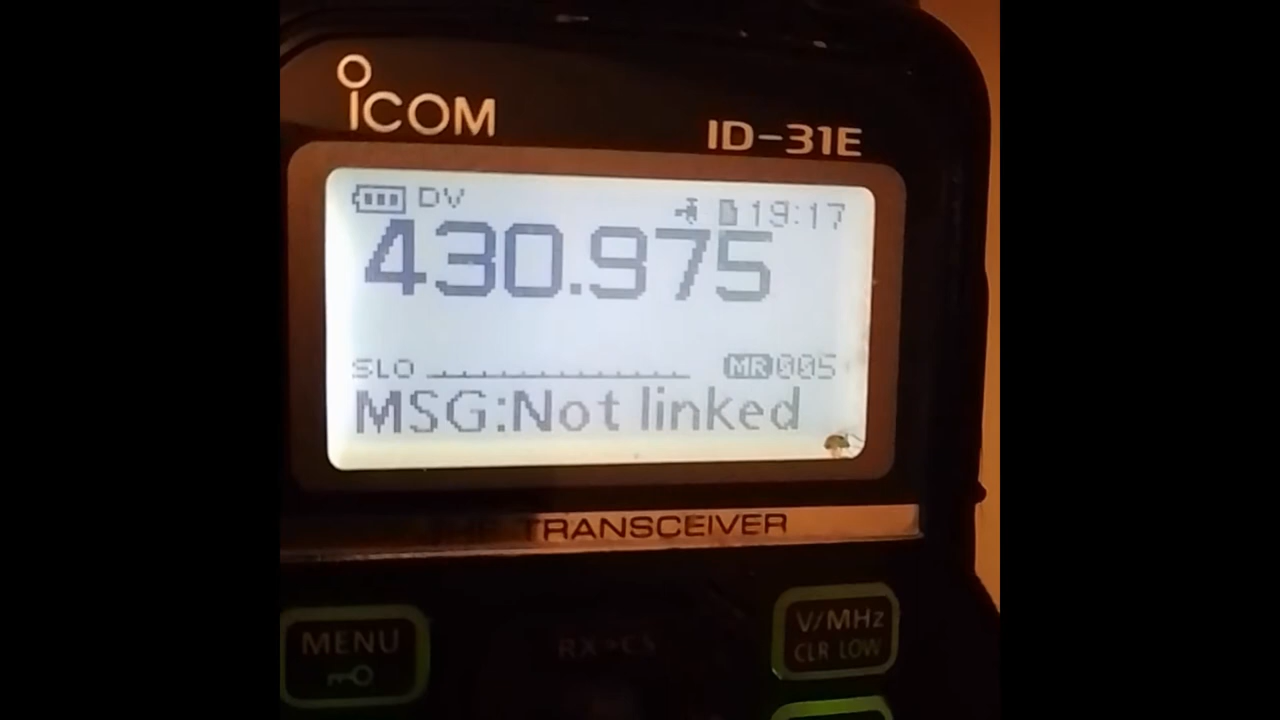 ICOM
ID-31E
DV 19:17
430.975
SLO MR 005
MSG:Not linked
TRANSCEIVER
MENU
RX→CS
V/MHz
CLR LOW